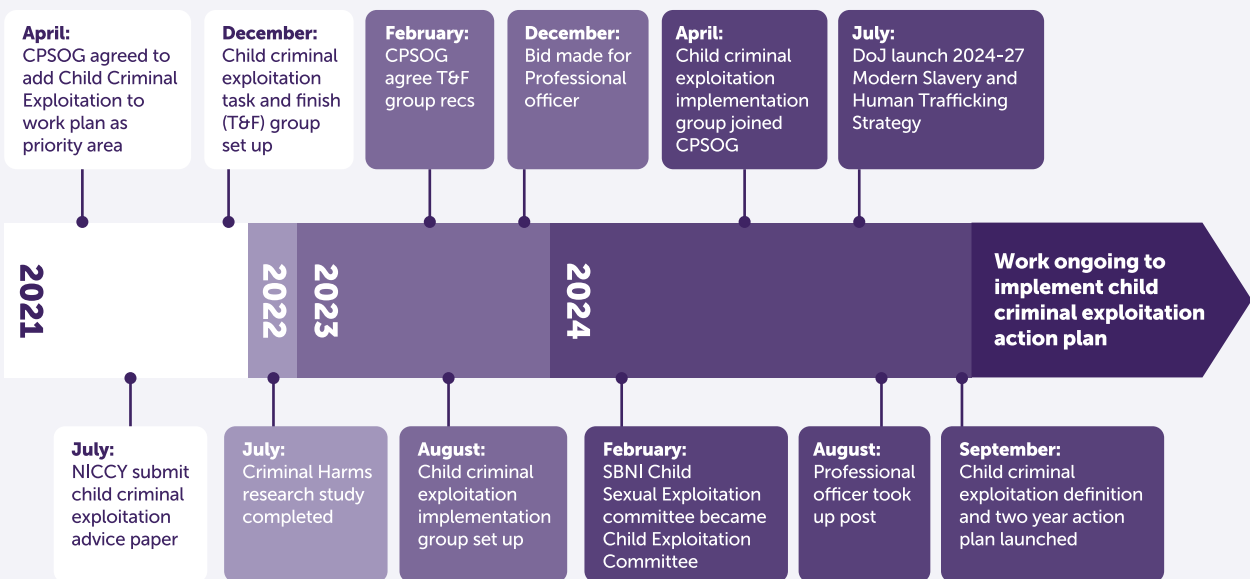 April:
CPSOG agreed to
add Child Criminal
Exploitation to
work plan as
priority area
December:
Child criminal
exploitation
task and finish
(T&F) group
set up
February:
CPSOG
agree T&F
group recs
December:
Bid made for
Professional
officer
April:
Child criminal
exploitation
implementation
group joined
CPSOG
July:
DoJ launch 2024-27
Modern Slavery and
Human Trafficking
Strategy
2021
2022
2023
2024
Work ongoing to
implement child
criminal exploitation
action plan
July:
NICCY submit
child criminal
exploitation
advice paper
July:
Criminal Harms
research study
completed
August:
Child criminal
exploitation
implementation
group set up
February:
SBNI Child
Sexual Exploitation
committee became
Child Exploitation
Committee
August:
Professional
officer took
up post
September:
Child criminal
exploitation definition
and two year action
plan launched